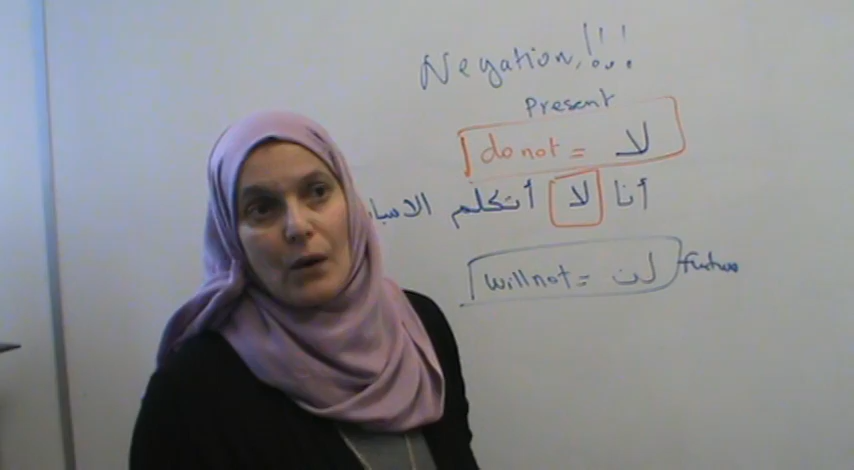 Negation!!!
Present
do not = لا
أنا لا أتكلم
will not = لن future